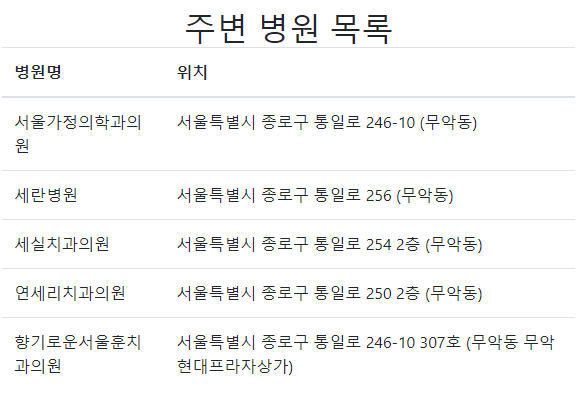 주변 병원 목록
병원명 위치
서울가정의학과의 서울특별시 종로구 통일로 246-10 (무악동)
원
세란병원 서울특별시 종로구 통일로 256 (무악동)
세실치과의원 서울특별시 종로구 통일로 254 2층 (무악동)
연세리치과의원 서울특별시 종로구 통일로 250 2층 (무악동)
향기로운서울훈치 서울특별시 종로구 통일로 246-10 307호 (무악동 무악
과의원 현대프라자상가)